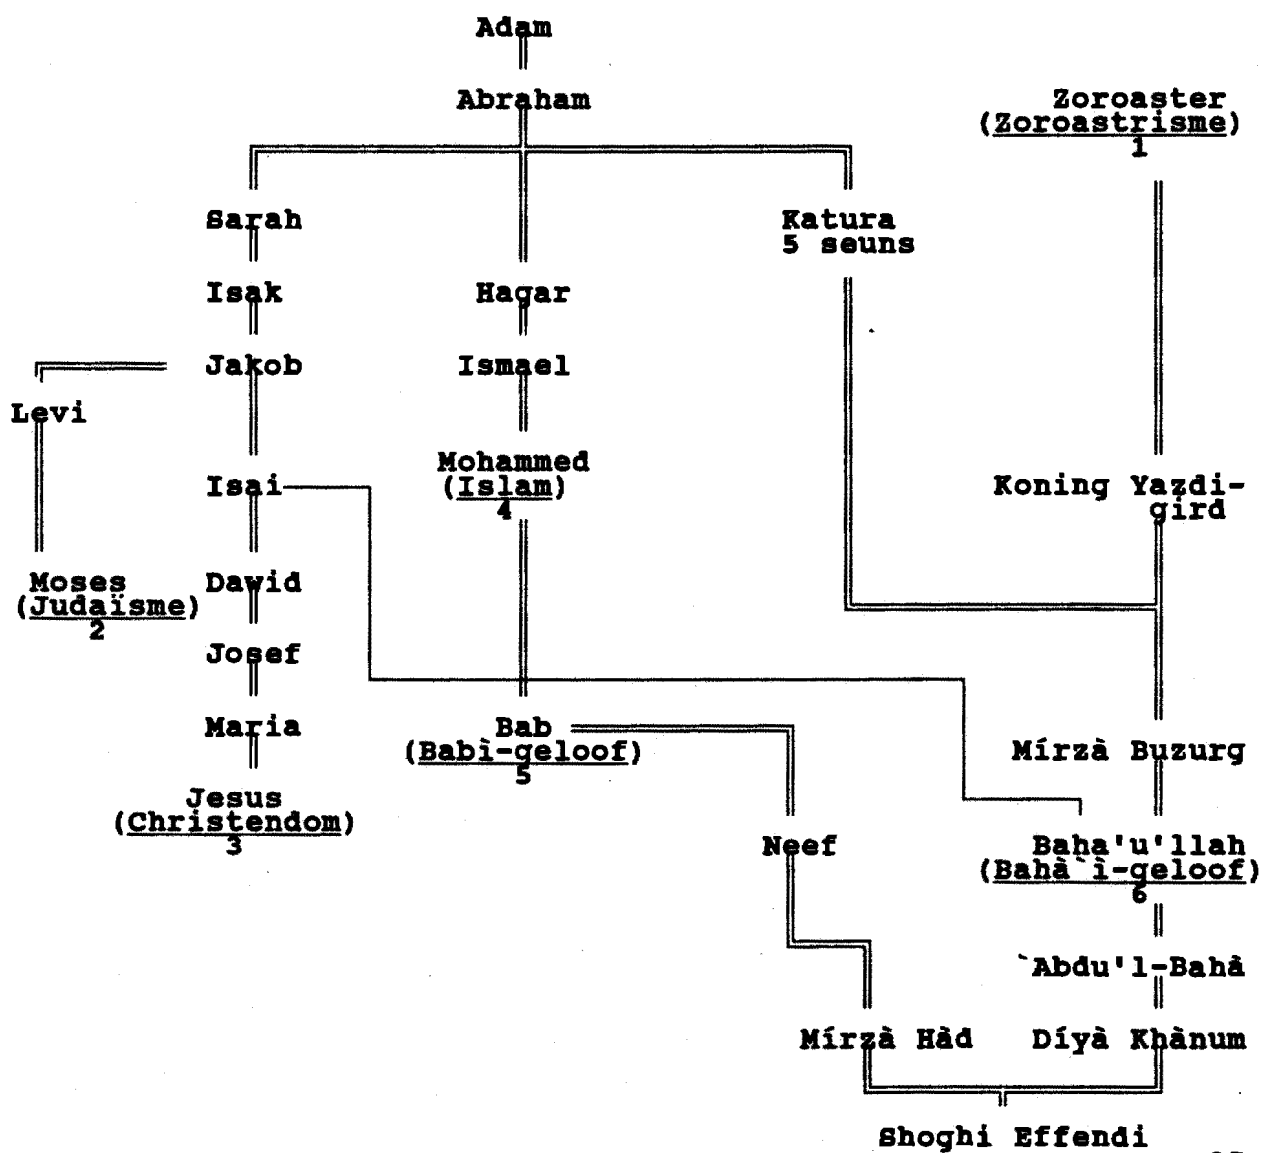 Adam
Abraham
Zoroaster
(Zoroastrisme)
1
Sarah
Katura
5 seuns
Isak
Hagar
Jakob
Ismael
Levi
Mohammed
(Islam)
4
Isai
Koning Yazdi-
gird
Moses
(Judaïsme)
2
Dawid
Josef
Maria
Bab
(Babì-geloof)
5
Mírzà Buzurg
Jesus
(Christendom)
3
Neef
Baha'u'llah
(Bahà`ì-geloof)
6
`Abdu'l-Bahà
Mírzà Hàd
Díyà Khànum
Shoghi Effendi